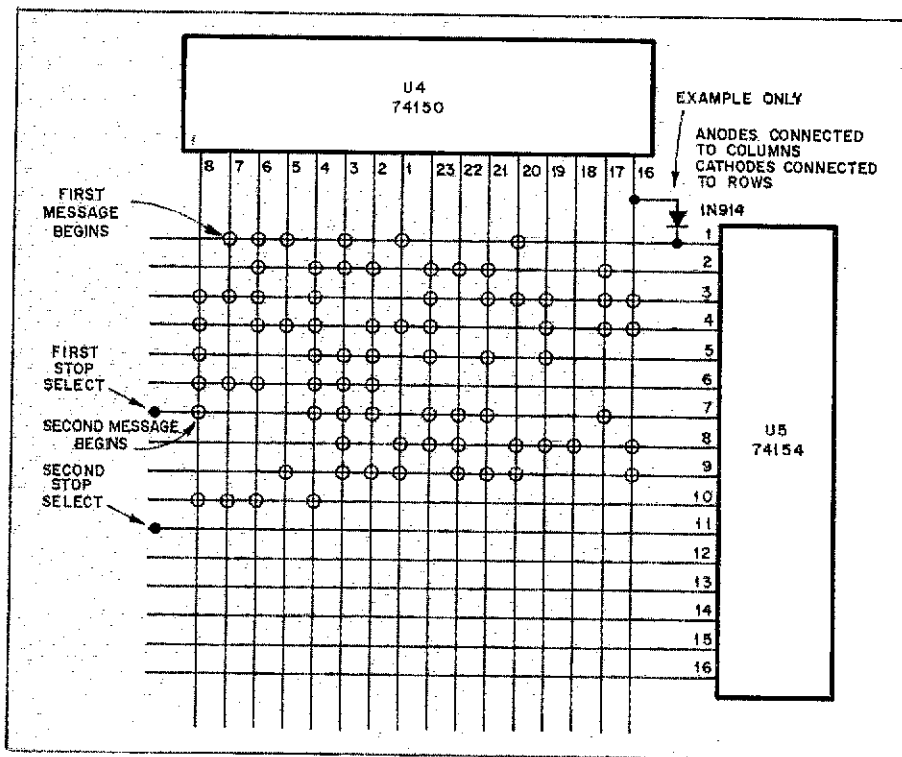 U4
74150
EXAMPLE ONLY
ANODES CONNECTED
TO COLUMNS
CATHODES CONNECTED
TO ROWS
8 7 6 5 4 3 2 1 23 22 21 20 19 18 17 16
1N914
FIRST
MESSAGE
BEGINS
1
2
3
4
5
6
7
8
9
10
11
12
13
14
15
16
FIRST
STOP
SELECT
SECOND MESSAGE
BEGINS
SECOND
STOP
SELECT
U5
74154